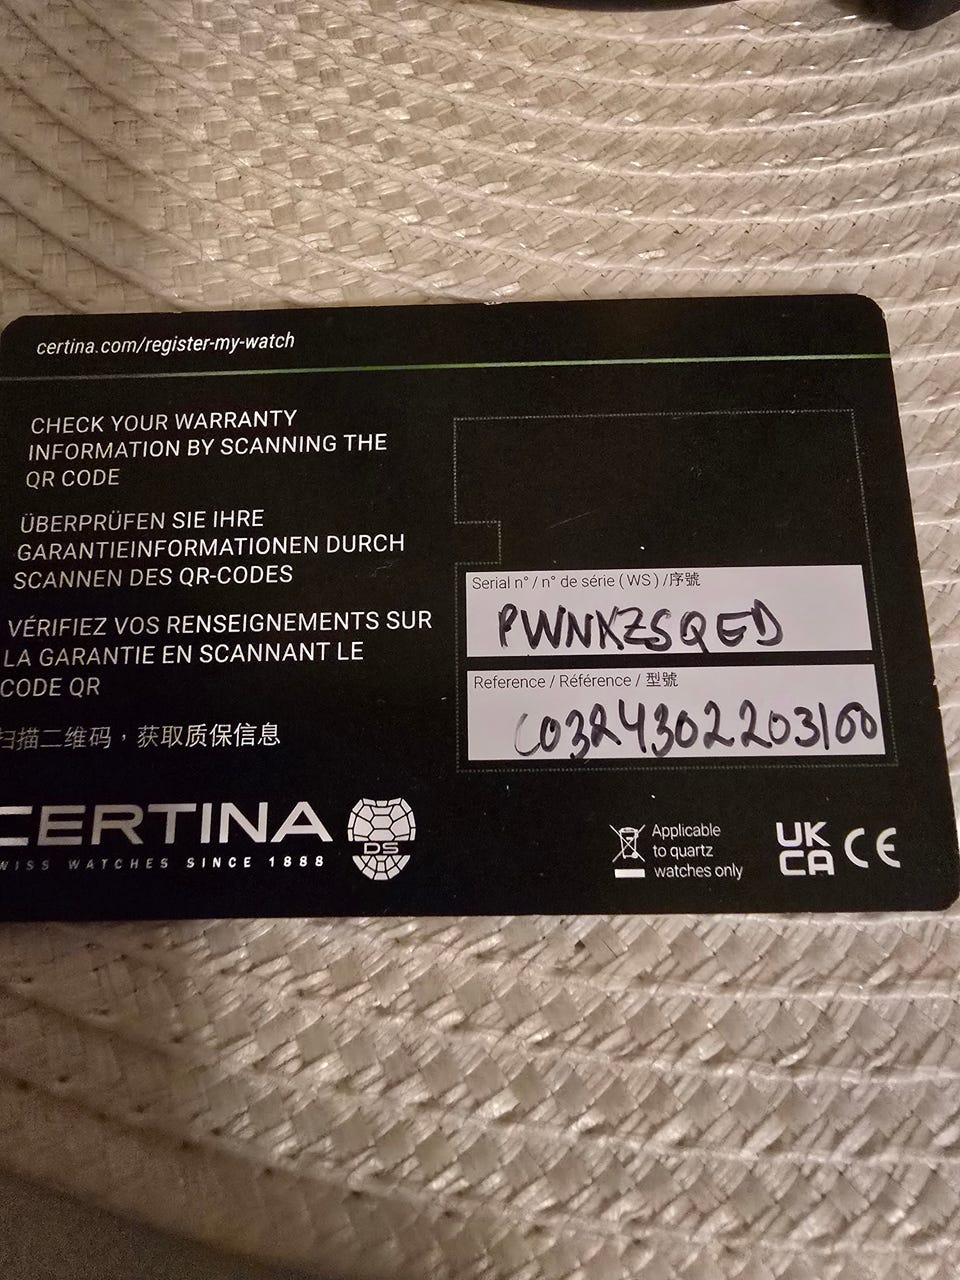 certina.com/register-my-watch
CHECK YOUR WARRANTY
INFORMATION BY SCANNING THE
QR CODE
ÜBERPRÜFEN SIE IHRE
GARANTIEINFORMATIONEN DURCH
SCANNEN DES QR-CODES
VÉRIFIEZ VOS RENSEIGNEMENTS SUR
LA GARANTIE EN SCANNANT LE
CODE QR
扫描二维码，获取质保信息
Serial n° / n° de série ( WS ) /序號
PWNKZSQED
Reference / Référence / 型號
C0324302203100
CERTINA
SWISS WATCHES SINCE 1888
DS
Applicable
to quartz
watches only
UK
CA
CE